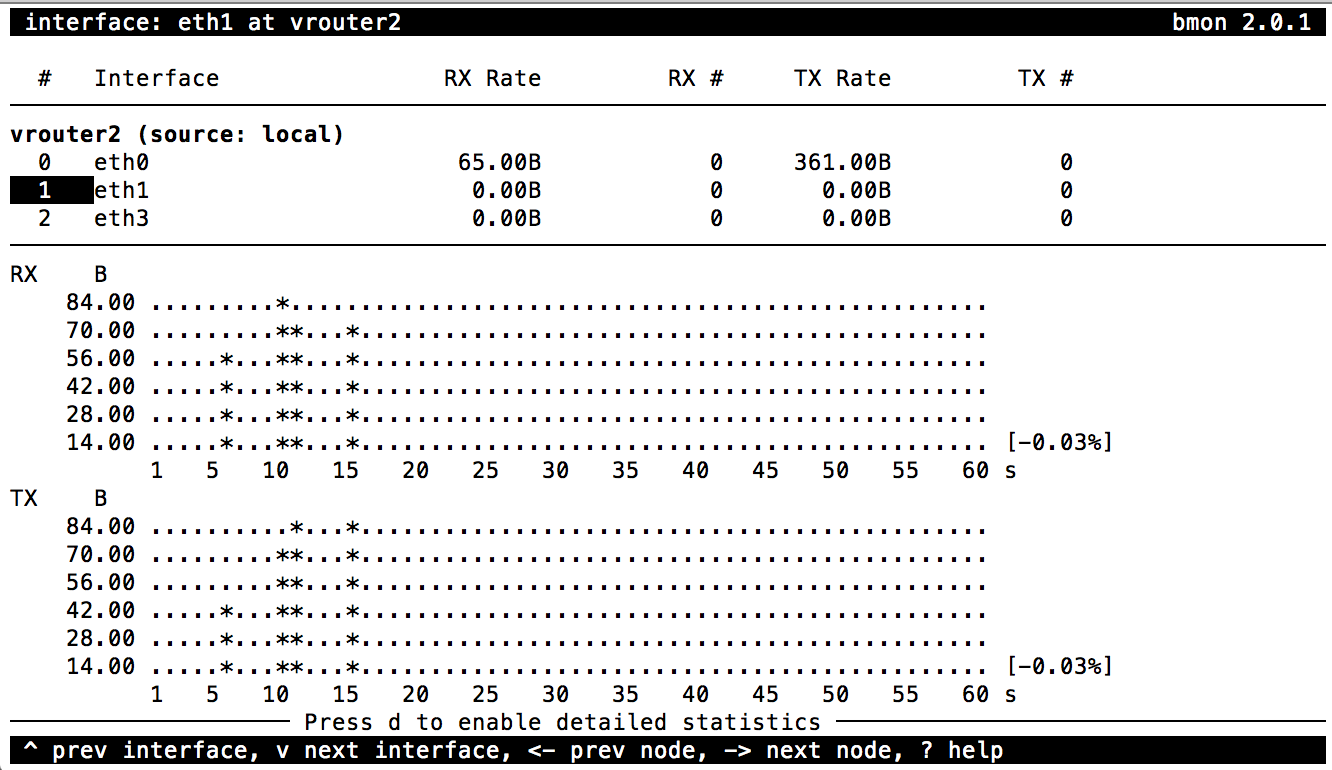 interface: eth1 at vrouter2 bmon 2.0.1
# Interface RX Rate RX # TX Rate TX #
vrouter2 (source: local)
0 eth0 65.00B 0 361.00B 0
1 eth1 0.00B 0 0.00B 0
2 eth3 0.00B 0 0.00B 0
RX B
84.00 .........*..................................................
70.00 .........**...*.............................................
56.00 .....*...**...*.............................................
42.00 .....*...**...*.............................................
28.00 .....*...**...*.............................................
14.00 .....*...**...*............................................. [-0.03%]
1 5 10 15 20 25 30 35 40 45 50 55 60 s
TX B
84.00 ..........*...*.............................................
70.00 .........**...*.............................................
56.00 .........**...*.............................................
42.00 .....*...**...*.............................................
28.00 .....*...**...*.............................................
14.00 .....*...**...*............................................. [-0.03%]
1 5 10 15 20 25 30 35 40 45 50 55 60 s
Press d to enable detailed statistics
^ prev interface, v next interface, <- prev node, -> next node, ? help